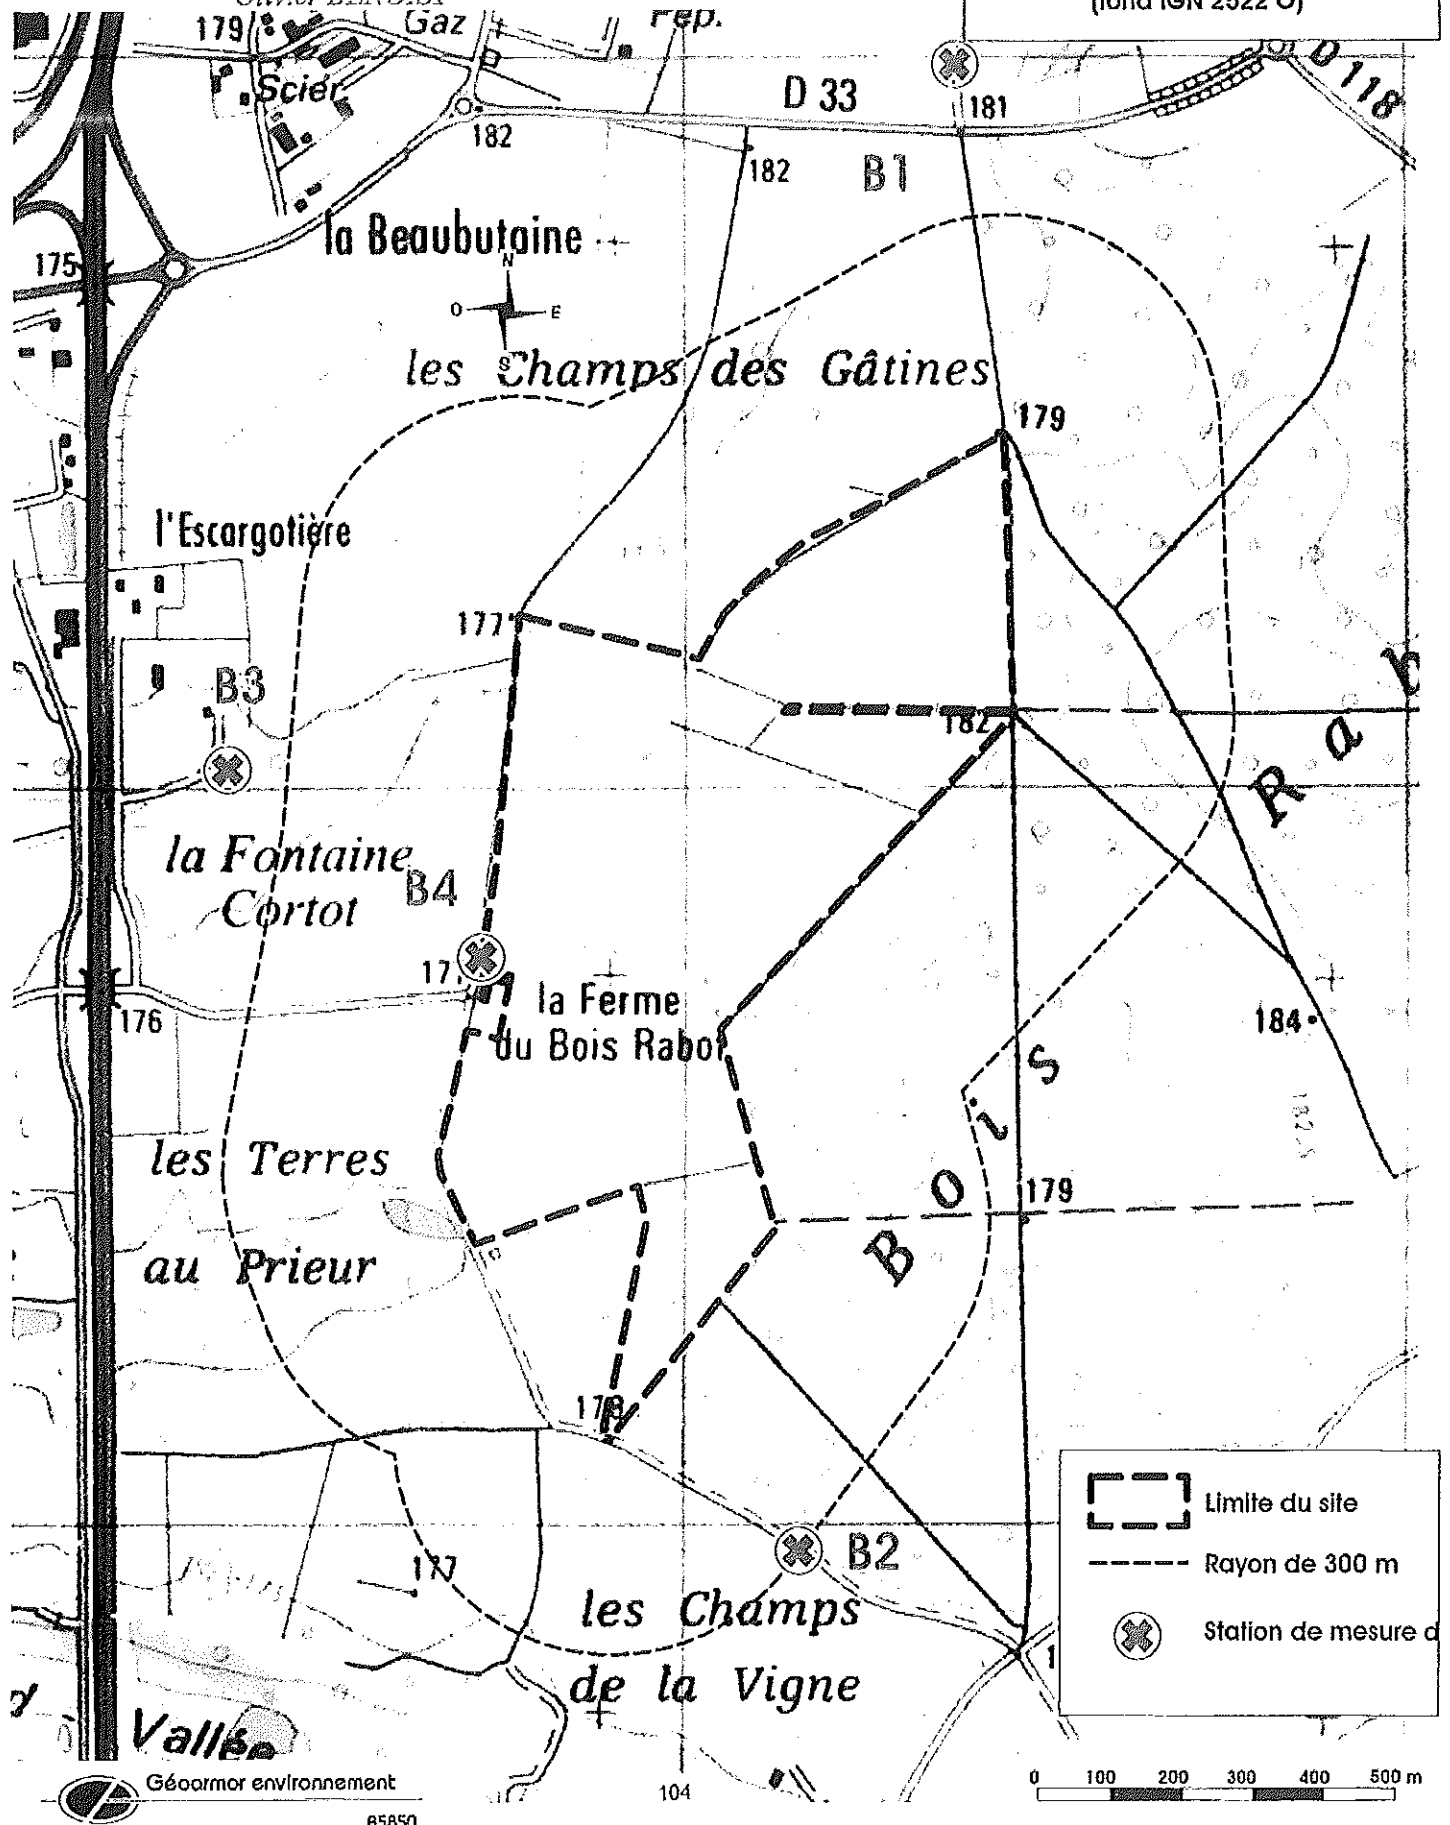 (fond IGN 2522 O)
179
Gaz
Pép.
Scier
D 33
181
D 118
182
182
B1
la Beaubutaine
175
N
O
E
S
les Champs des Gâtines
179
l'Escargotière
177
B3
182
R a b
la Fontaine
Cortot
B4
17
la Ferme
du Bois Rabot
176
184
B o i s
les Terres
179
au Prieur
178
Limite du site
Rayon de 300 m
B2
177
les Champs
Station de mesure d
de la Vigne
Vallée
Géoarmor environnement
104
0 100 200 300 400 500 m
85850